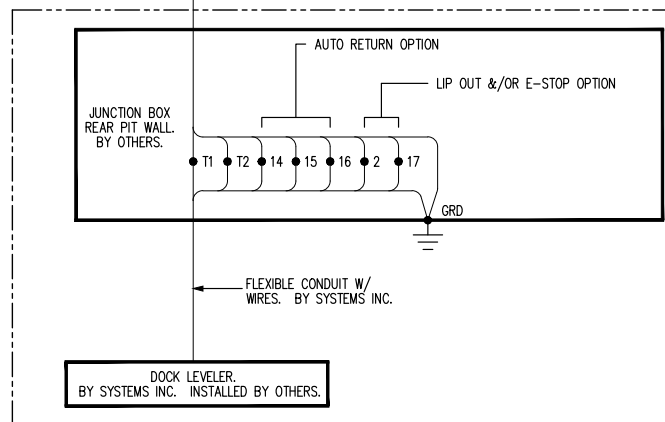 AUTO RETURN OPTION
LIP OUT &/OR E-STOP OPTION
JUNCTION BOX
REAR PIT WALL.
BY OTHERS.
T1 T2 14 15 16 2 17
GRD
FLEXIBLE CONDUIT W/
WIRES. BY SYSTEMS INC.
DOCK LEVELER.
BY SYSTEMS INC. INSTALLED BY OTHERS.